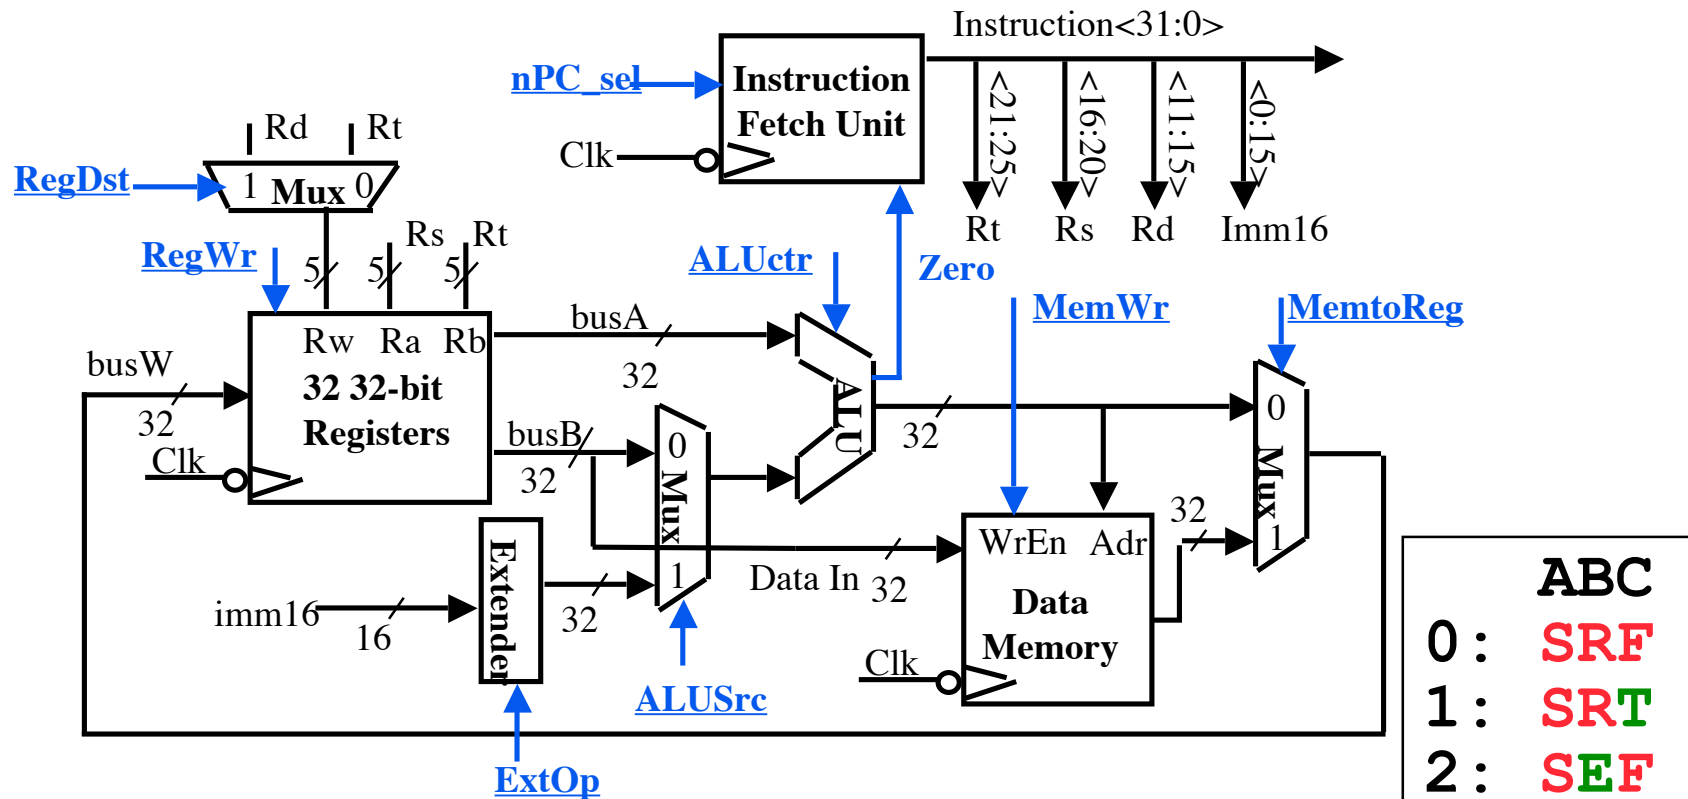 Instruction<31:0>
nPC_sel
Instruction
Fetch Unit
Clk
<21:25>
<16:20>
<11:15>
<0:15>
Rt
Rs
Rd
Imm16
Rd
Rt
RegDst
1 Mux 0
RegWr
5
5
5
Rs
Rt
ALUctr
Zero
MemWr
MemtoReg
busW
32
Rw Ra Rb
32 32-bit
Registers
Clk
busA
32
busB
32
0
Mux
1
ALU
32
0
Mux
1
imm16
16
Extender
32
ALUSrc
ExtOp
Data In
32
WrEn Adr
Data
Memory
Clk
32
ABC
0: SRF
1: SRT
2: SEF